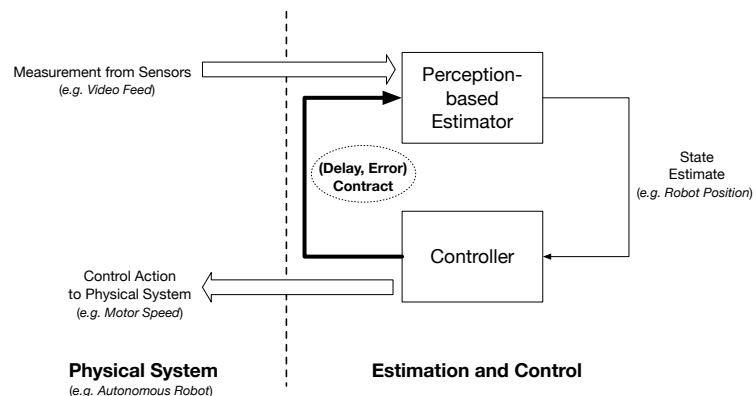 Measurement from Sensors
(e.g. Video Feed)
Perception-
based
Estimator
(Delay, Error)
Contract
State
Estimate
(e.g. Robot Position)
Controller
Control Action
to Physical System
(e.g. Motor Speed)
Physical System
(e.g. Autonomous Robot)
Estimation and Control